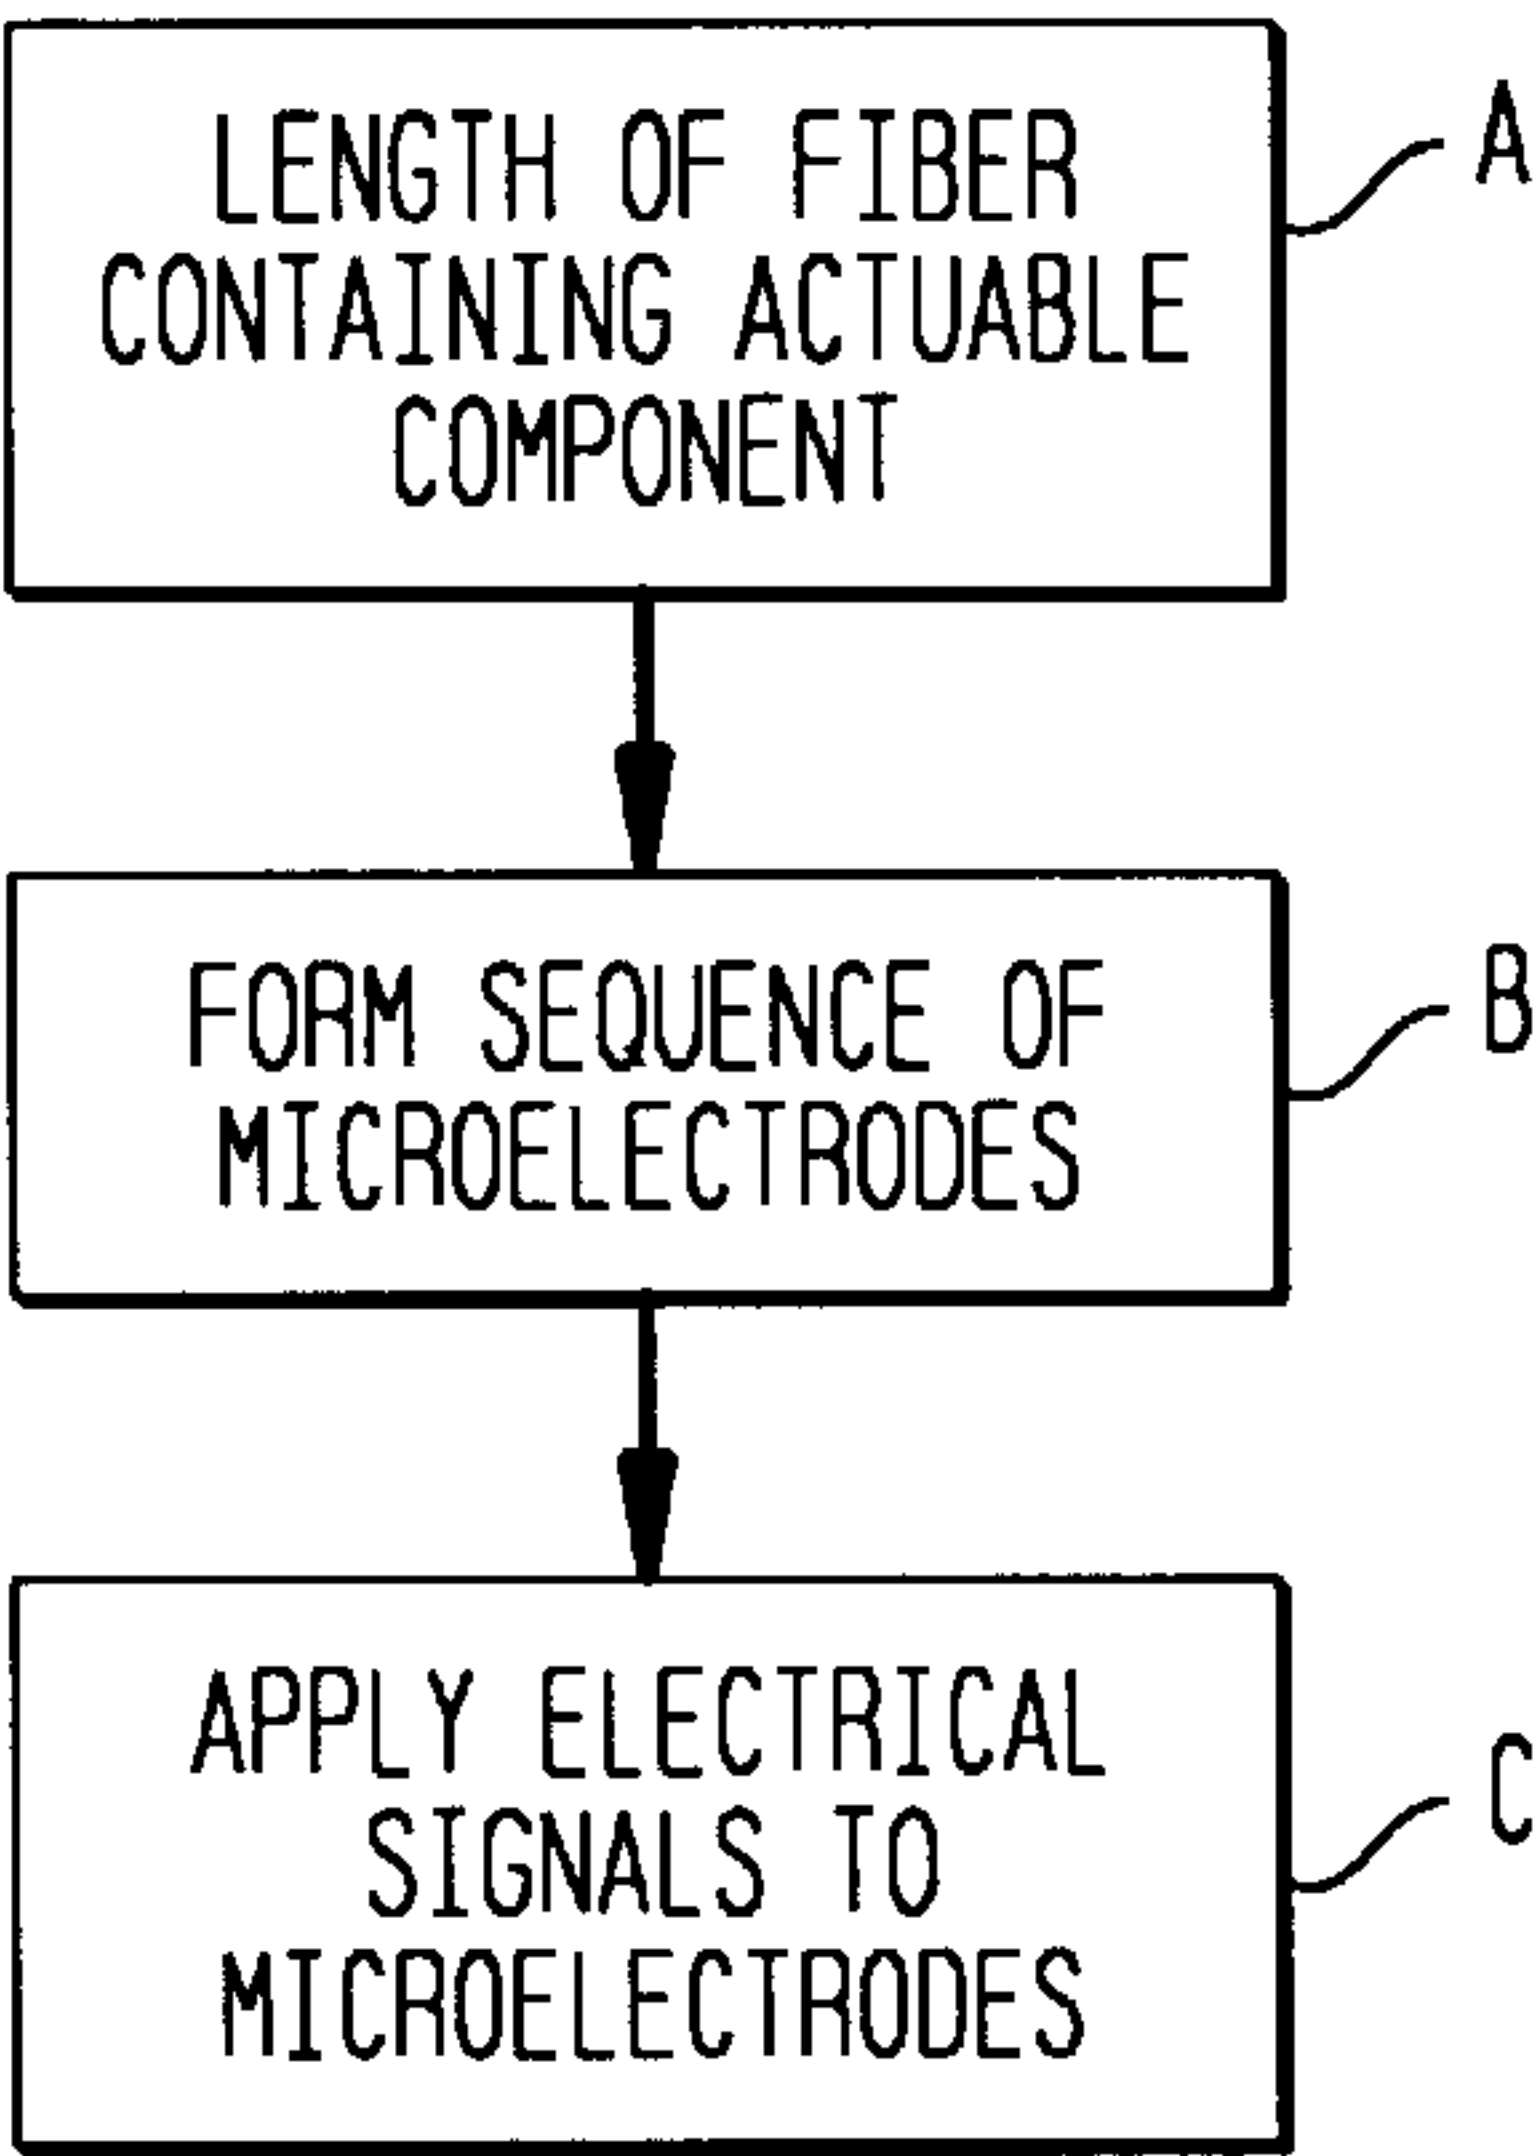 LENGTH OF FIBER
CONTAINING ACTUABLE
COMPONENT
A
FORM SEQUENCE OF
MICROELECTRODES
B
APPLY ELECTRICAL
SIGNALS TO
MICROELECTRODES
C